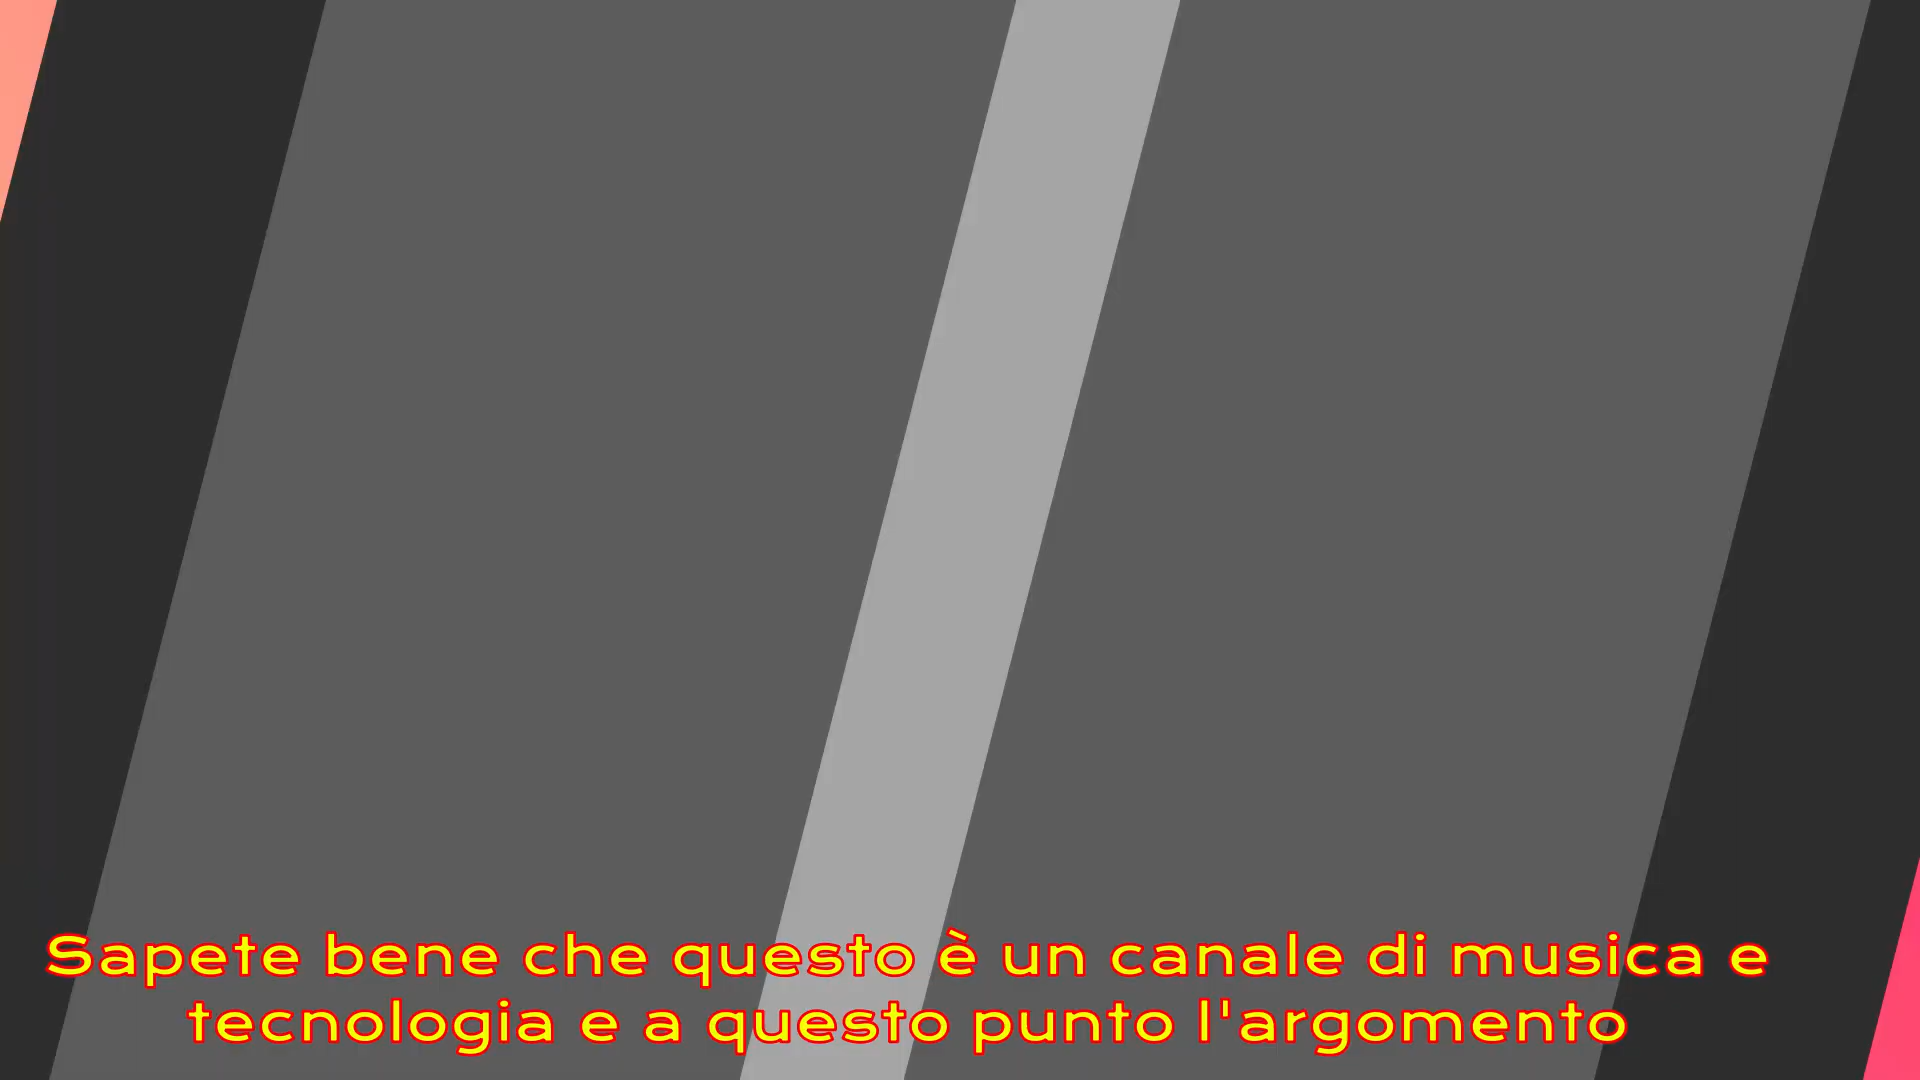 Sapete bene che questo è un canale di musica e
tecnologia e a questo punto l'argomento